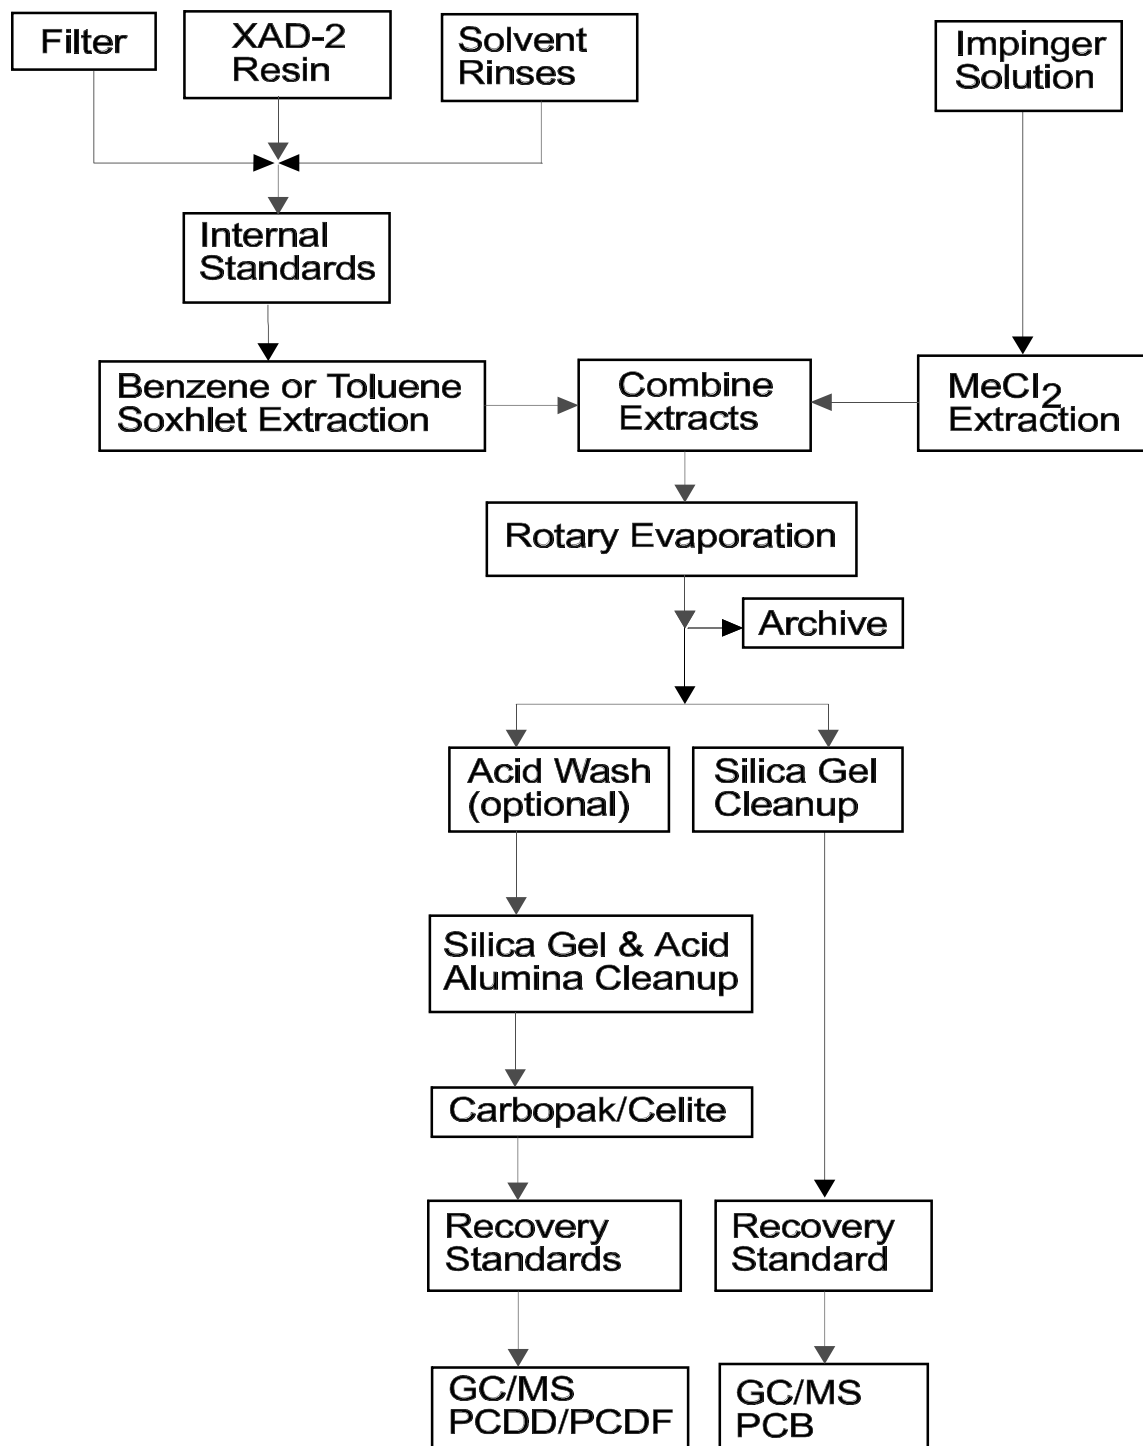 Filter
XAD-2
Resin
Solvent
Rinses
Impinger
Solution
Internal
Standards
Benzene or Toluene
Soxhlet Extraction
Combine
Extracts
MeCl2
Extraction
Rotary Evaporation
Archive
Acid Wash
(optional)
Silica Gel
Cleanup
Silica Gel & Acid
Alumina Cleanup
Carbopak/Celite
Recovery
Standards
Recovery
Standard
GC/MS
PCDD/PCDF
GC/MS
PCB